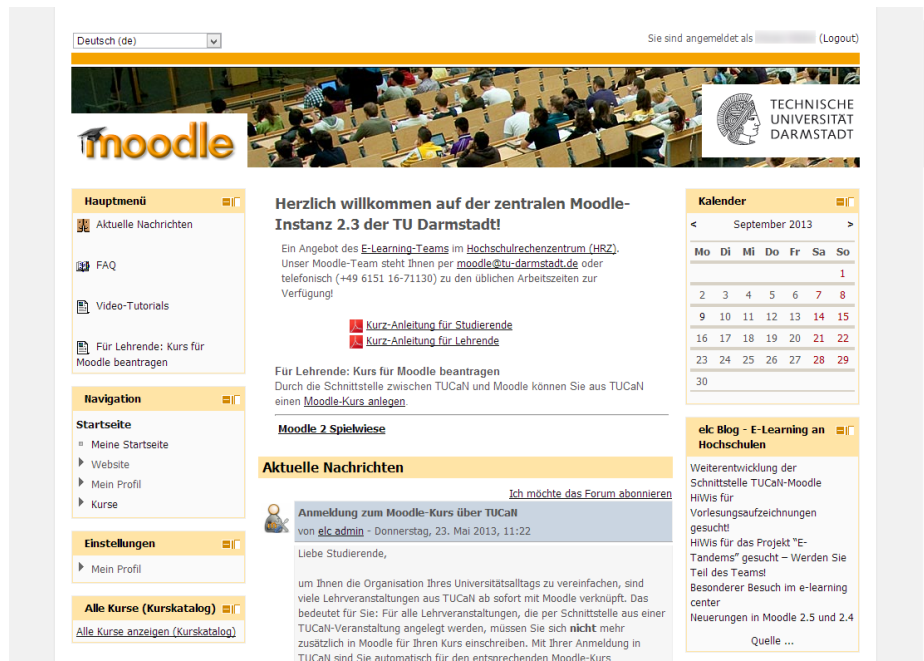 Deutsch (de)
Sie sind angemeldet als (Logout)
moodle
TECHNISCHE
UNIVERSITÄT
DARMSTADT
Hauptmenü
Aktuelle Nachrichten
FAQ
Video-Tutorials
Für Lehrende: Kurs für
Moodle beantragen
Navigation
Startseite
Meine Startseite
Website
Mein Profil
Kurse
Einstellungen
Mein Profil
Alle Kurse (Kurskatalog)
Alle Kurse anzeigen (Kurskatalog)
Herzlich willkommen auf der zentralen Moodle-
Instanz 2.3 der TU Darmstadt!
Ein Angebot des E-Learning-Teams im Hochschulrechenzentrum (HRZ).
Unser Moodle-Team steht Ihnen per moodle@tu-darmstadt.de oder
telefonisch (+49 6151 16-71130) zu den üblichen Arbeitszeiten zur
Verfügung!
Kurz-Anleitung für Studierende
Kurz-Anleitung für Lehrende
Für Lehrende: Kurs für Moodle beantragen
Durch die Schnittstelle zwischen TUCaN und Moodle können Sie aus TUCaN
einen Moodle-Kurs anlegen.
Moodle 2 Spielwiese
Aktuelle Nachrichten
Ich möchte das Forum abonnieren
Anmeldung zum Moodle-Kurs über TUCaN
von elc admin - Donnerstag, 23. Mai 2013, 11:22
Liebe Studierende,
um Ihnen die Organisation Ihres Universitätsalltags zu vereinfachen, sind
viele Lehrveranstaltungen aus TUCaN ab sofort mit Moodle verknüpft. Das
bedeutet für Sie: Für alle Lehrveranstaltungen, die per Schnittstelle aus einer
TUCaN-Veranstaltung angelegt werden, müssen Sie sich nicht mehr
zusätzlich in Moodle für Ihren Kurs einschreiben. Mit Ihrer Anmeldung in
TUCaN sind Sie automatisch für den entsprechenden Moodle-Kurs
Kalender
< September 2013 >
Mo Di Mi Do Fr Sa So
1
2 3 4 5 6 7 8
9 10 11 12 13 14 15
16 17 18 19 20 21 22
23 24 25 26 27 28 29
30
elc Blog - E-Learning an
Hochschulen
Weiterentwicklung der
Schnittstelle TUCaN-Moodle
HiWis für
Vorlesungsaufzeichnungen
gesucht!
HiWis für das Projekt “E-
Tandems” gesucht – Werden Sie
Teil des Teams!
Besonderer Besuch im e-learning
center
Neuerungen in Moodle 2.5 und 2.4
Quelle ...